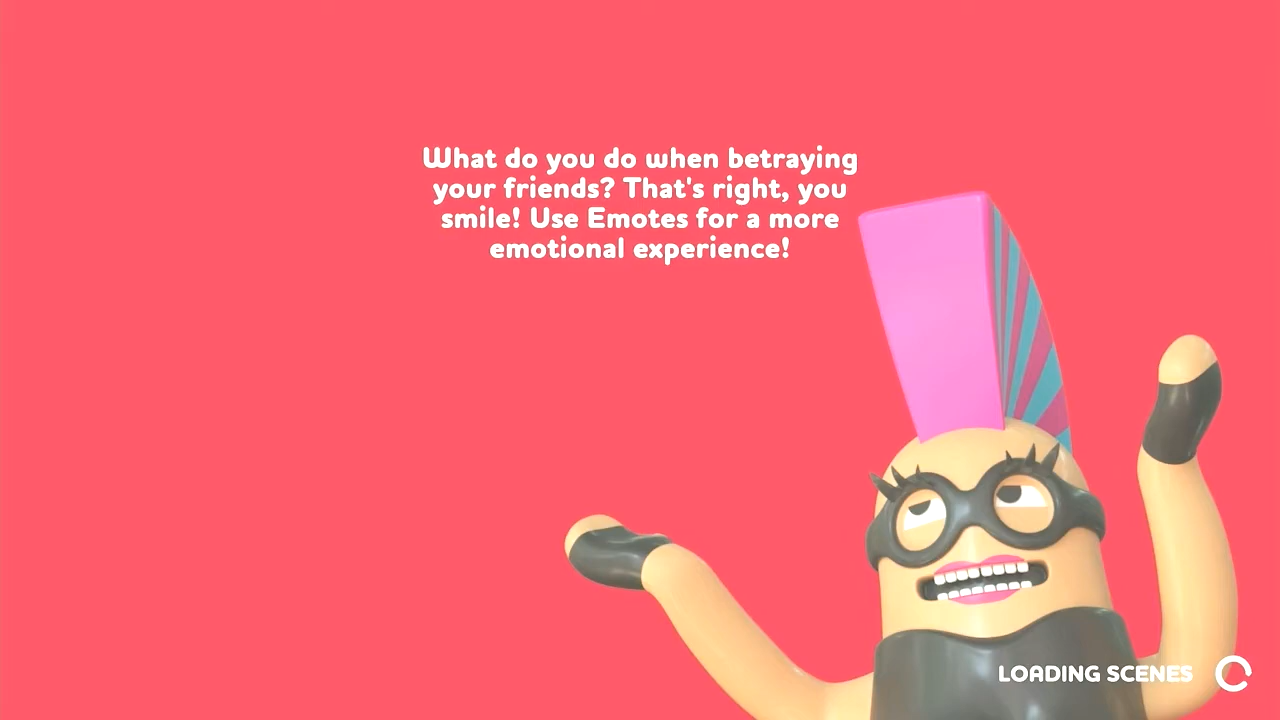 What do you do when betraying
your friends? That's right, you
smile! Use Emotes for a more
emotional experience!
LOADING SCENES